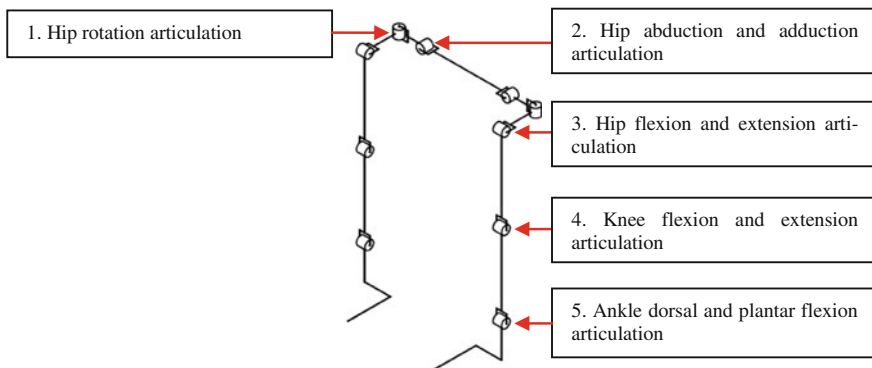 1. Hip rotation articulation
2. Hip abduction and adduction
articulation
3. Hip flexion and extension arti-
culation
4. Knee flexion and extension
articulation
5. Ankle dorsal and plantar flexion
articulation